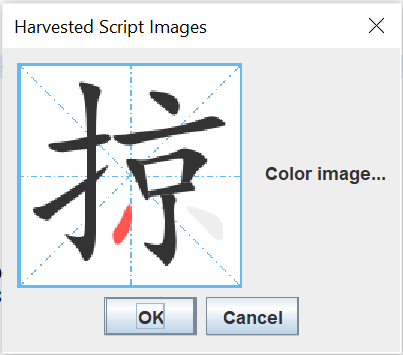 Harvested Script Images
掠
Color image...
OK
Cancel